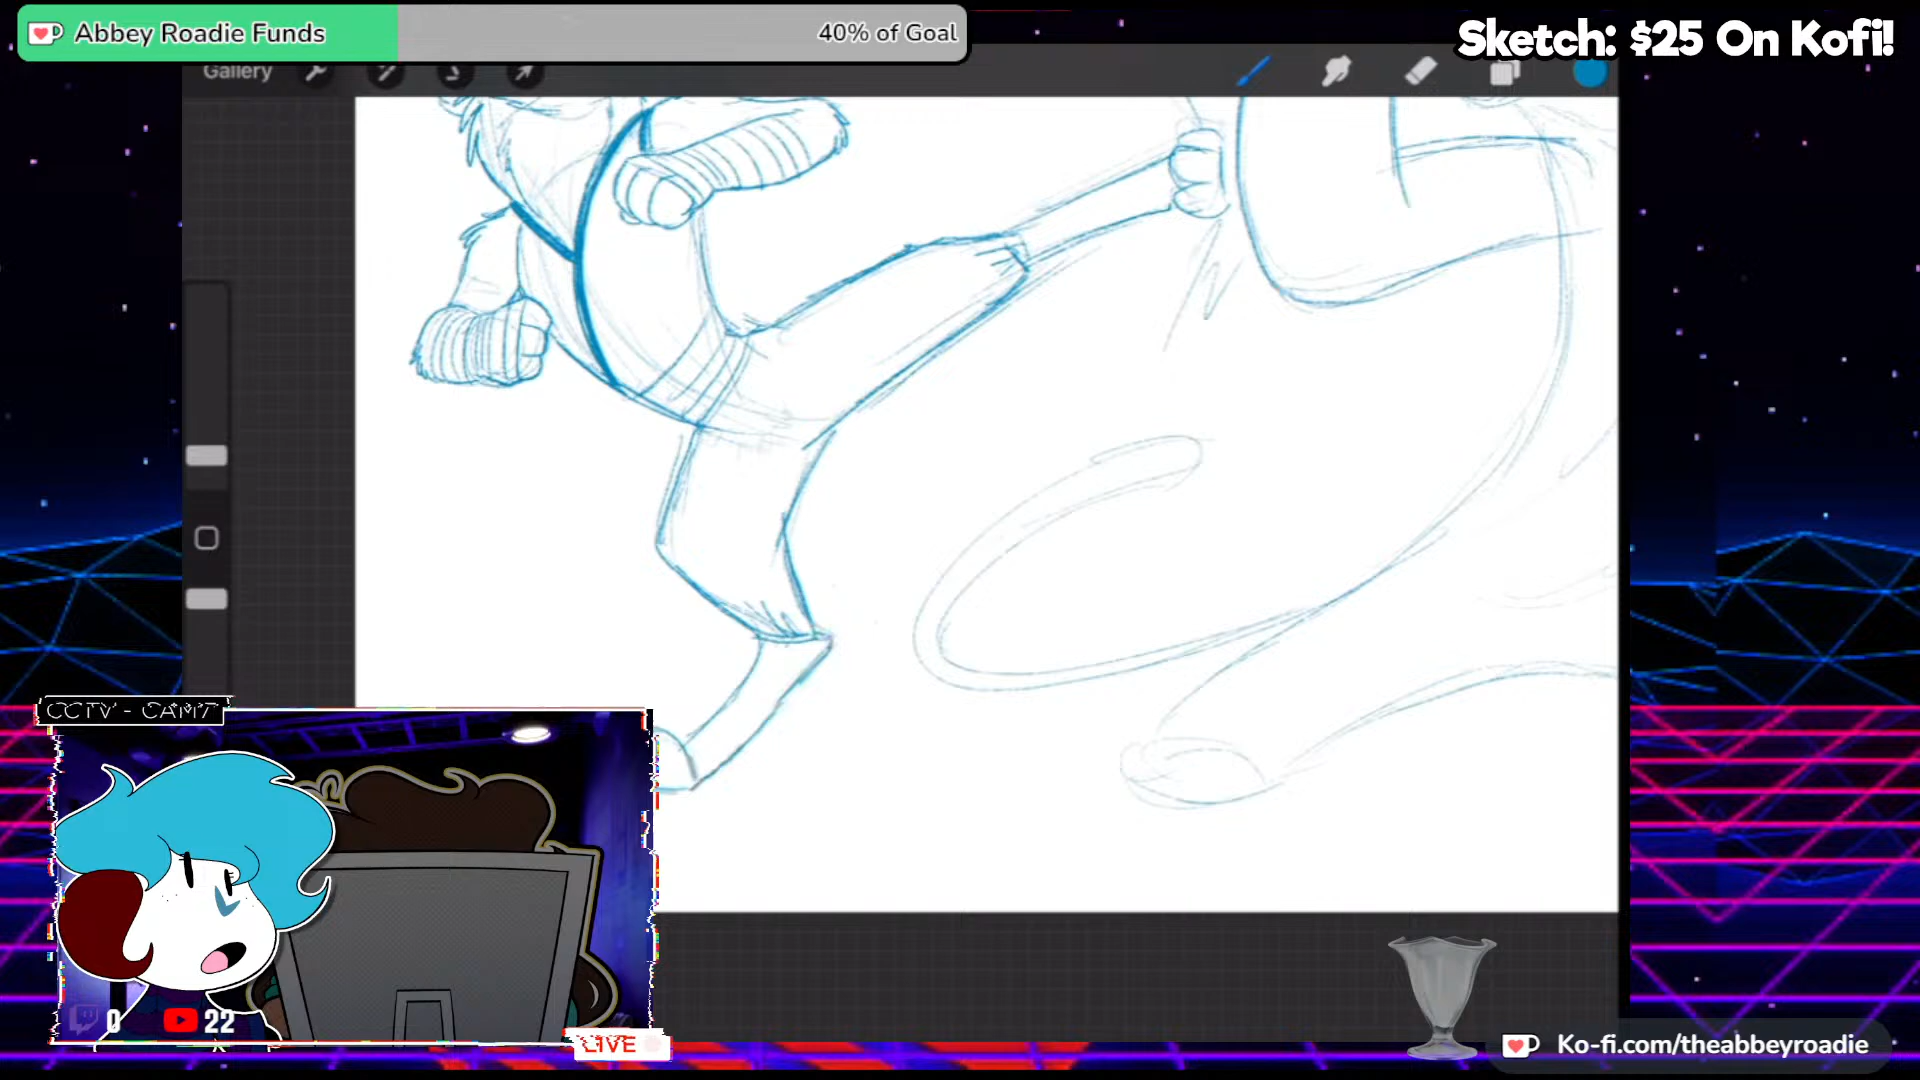 Abbey Roadie Funds
40% of Goal
Sketch: $25 On Kofi!
Gallery
CCTV - CAM7
0
22
LIVE
Ko-fi.com/theabbeyroadie